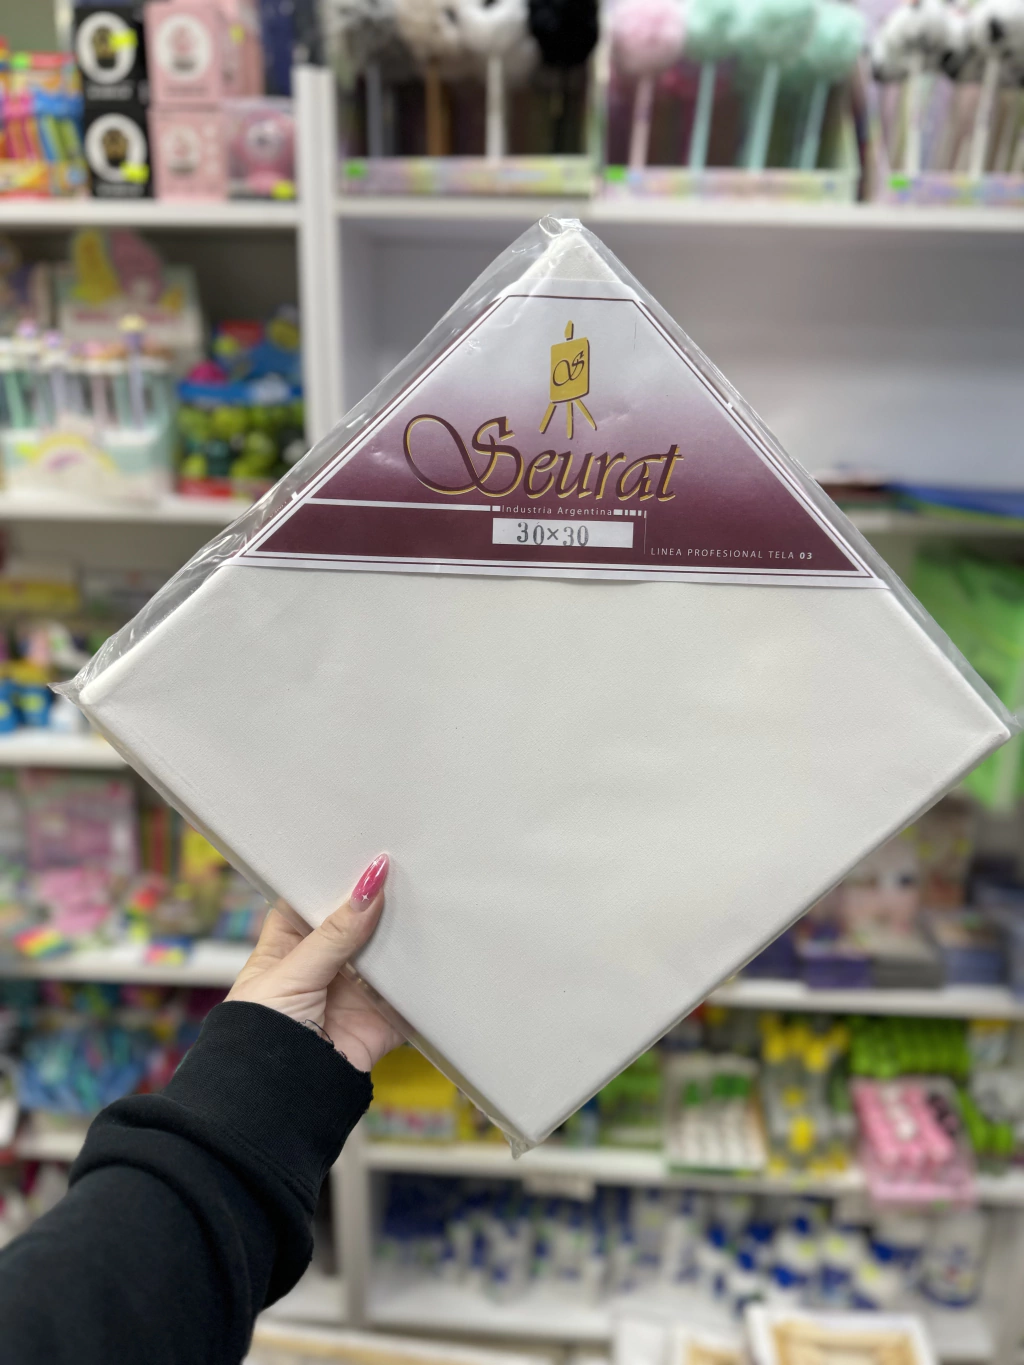 S
Seurat
Industria Argentina
30×30
LINEA PROFESIONAL TELA 03